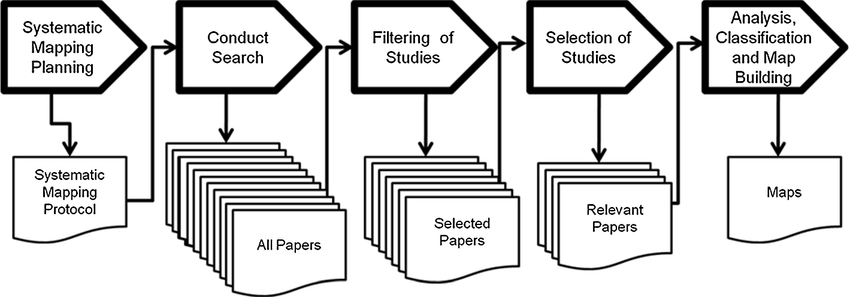 Systematic
Mapping
Planning
Conduct
Search
Filtering of
Studies
Selection of
Studies
Analysis,
Classification
and Map
Building
Systematic
Mapping
Protocol
All Papers
Selected
Papers
Relevant
Papers
Maps